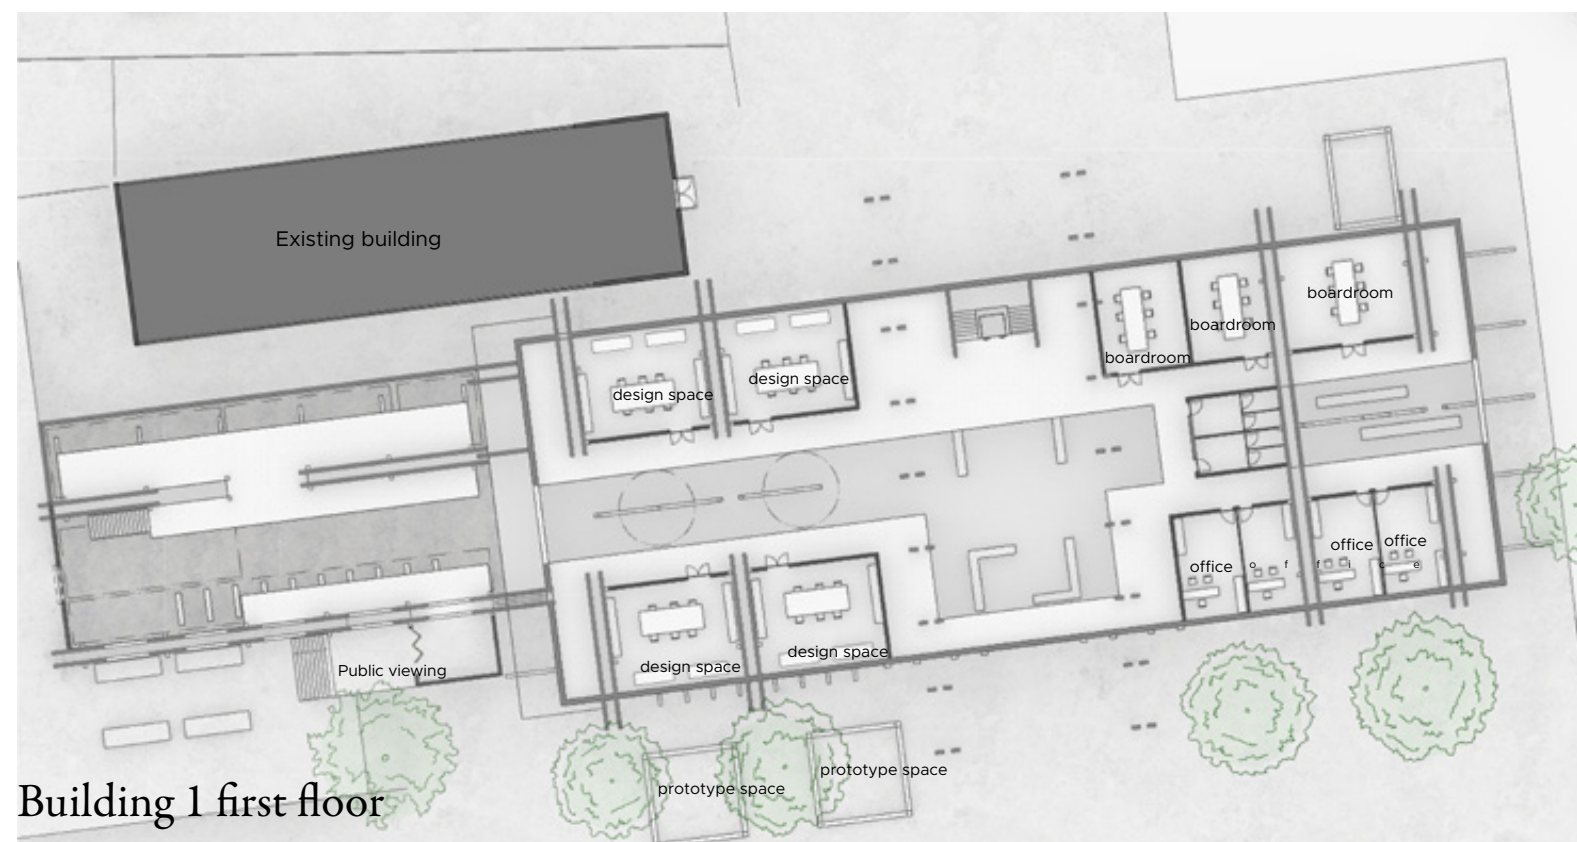 Existing building
boardroom
boardroom
boardroom
design space
design space
office
office
office
o f f i c e
design space
design space
Public viewing
prototype space
prototype space
Building 1 first floor